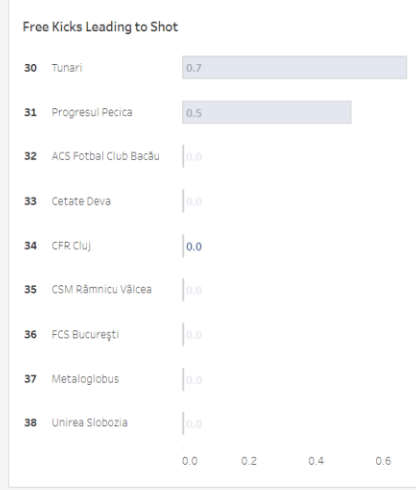 Free Kicks Leading to Shot
30 Tunari 0.7
31 Progresul Pecica 0.5
32 ACS Fotbal Club Bacău 0.0
33 Cetate Deva 0.0
34 CFR Cluj 0.0
35 CSM Râmnicu Vâlcea 0.0
36 FCS Bucureşti 0.0
37 Metaloglobus 0.0
38 Unirea Slobozia 0.0
0.0 0.2 0.4 0.6